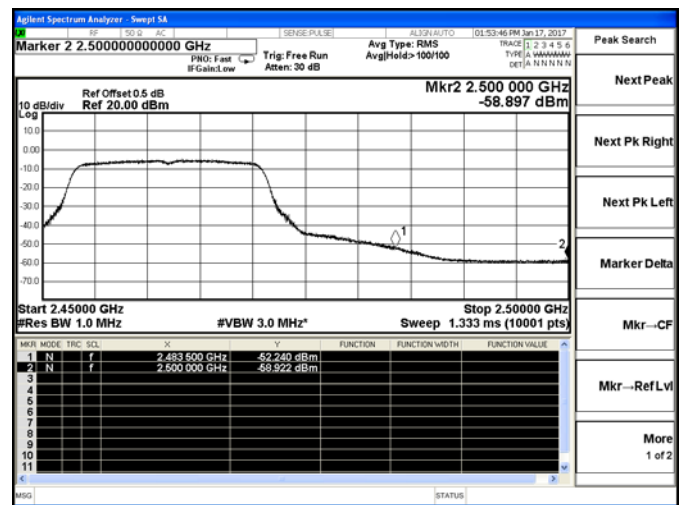 Agilent Spectrum Analyzer - Swept SA
RF 50 Ω AC SENSE:PULSE ALIGN AUTO 01:53:46 PM Jan 17, 2017
Marker 2 2.500000000000 GHz
PNO: Fast
IFGain:Low
Trig: Free Run
Atten: 30 dB
Avg Type: RMS
Avg|Hold:>100/100
TRACE 1 2 3 4 5 6
TYPE A WWWWW
DET A N N N N N
Peak Search
Ref Offset 0.5 dB
10 dB/div Ref 20.00 dBm
Log
Mkr2 2.500 000 GHz
-58.897 dBm
10.0
0.00
-10.0
-20.0
-30.0
-40.0
-50.0
-60.0
-70.0
1
2
Start 2.45000 GHz Stop 2.50000 GHz
#Res BW 1.0 MHz #VBW 3.0 MHz* Sweep 1.333 ms (10001 pts)
MKR MODE TRC SCL X Y FUNCTION FUNCTION WIDTH FUNCTION VALUE
1 N f 2.483 500 GHz -52.240 dBm
2 N f 2.500 000 GHz -58.922 dBm
3
4
5
6
7
8
9
10
11
Next Peak
Next Pk Right
Next Pk Left
Marker Delta
Mkr→CF
Mkr→Ref Lvl
More
1 of 2
MSG STATUS